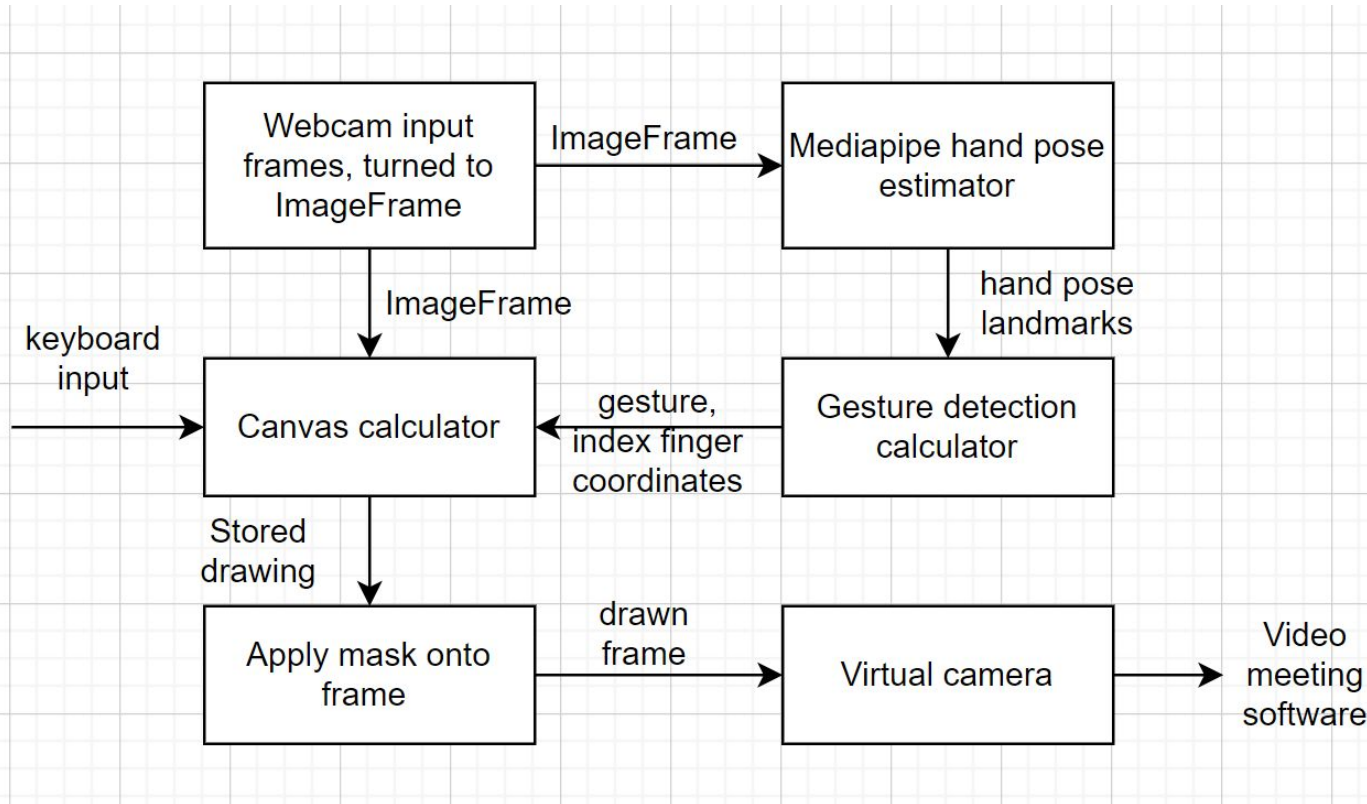 Webcam input
frames, turned to
ImageFrame
ImageFrame
Mediapipe hand pose
estimator
ImageFrame
hand pose
landmarks
keyboard
input
Canvas calculator
gesture,
index finger
coordinates
Gesture detection
calculator
Stored
drawing
Apply mask onto
frame
drawn
frame
Virtual camera
Video
meeting
software